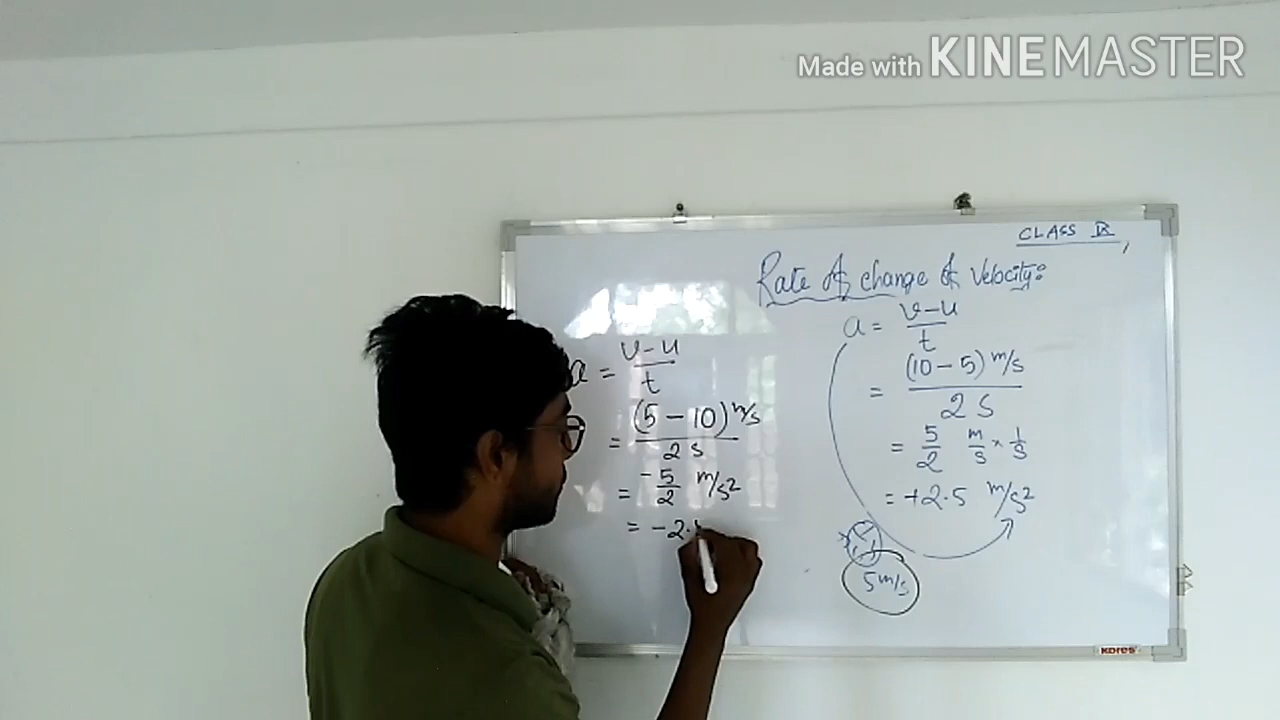 Made with KINEMASTER
CLASS IX,
Rate of change of velocity:
a = v-u / t
= (10-5) m/s / 2 s
= 5/2 m/s × 1/s
= +2.5 m/s²
5 m/s
a = v-u / t
= (5-10) m/s / 2 s
= -5/2 m/s²
= -2.
kores